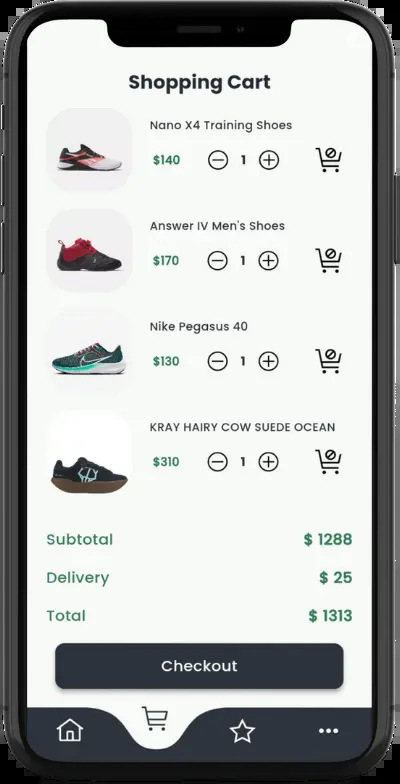 Shopping Cart
Nano X4 Training Shoes
$140 1
Answer IV Men's Shoes
$170 1
Nike Pegasus 40
$130 1
KRAY HAIRY COW SUEDE OCEAN
$310 1
Subtotal $ 1288
Delivery $ 25
Total $ 1313
Checkout